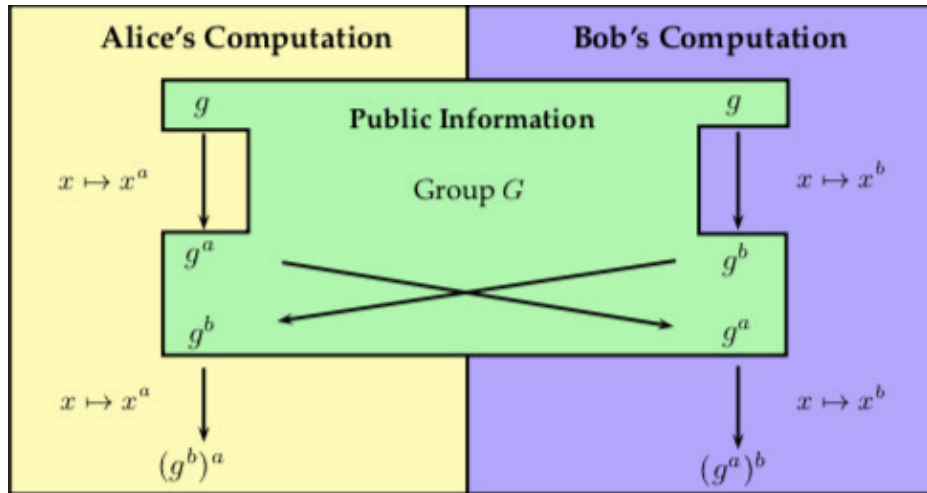 Alice's Computation
Bob's Computation
g
g
Public Information
x ↦ x^a
Group G
x ↦ x^b
g^a
g^b
g^b
g^a
x ↦ x^a
x ↦ x^b
(g^b)^a
(g^a)^b